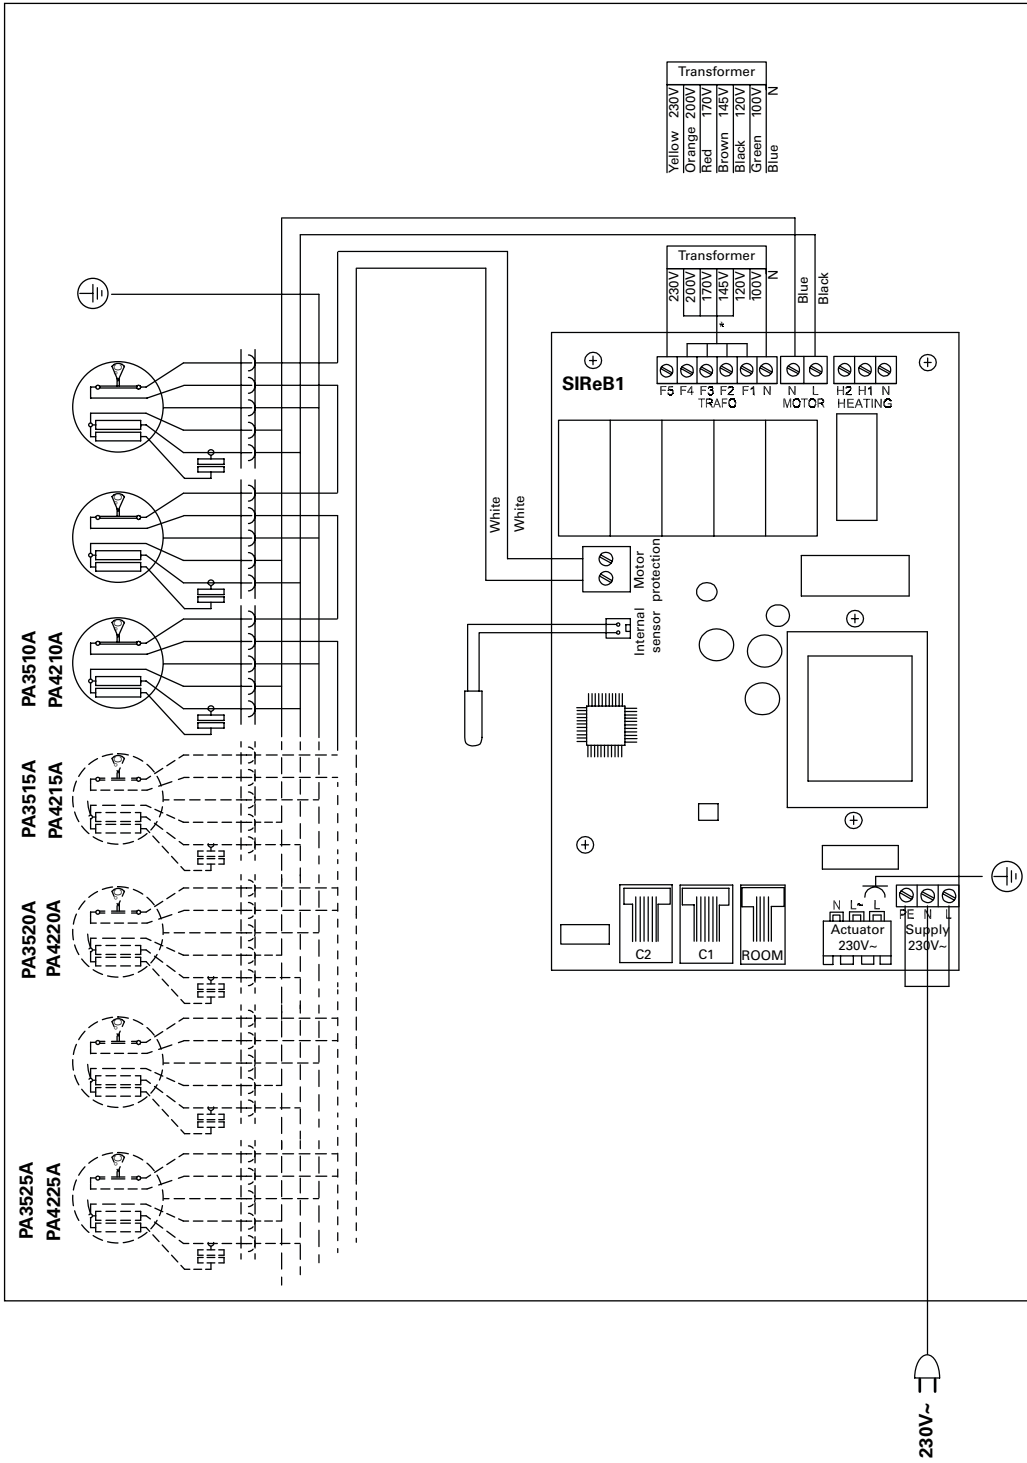 Transformer
Yellow 230V
Orange 200V
Red 170V
Brown 145V
Black 120V
Green 100V
Blue N
Transformer
230V
200V
170V
145V
120V
100V
N
*
Blue
Black
SIReB1
F5 F4 F3 F2 F1 N
TRAFO
N L
MOTOR
H2 H1 N
HEATING
White
White
Motor
protection
Internal
sensor
PA3510A
PA4210A
PA3515A
PA4215A
PA3520A
PA4220A
PA3525A
PA4225A
C2
C1
ROOM
N L~ L
Actuator
230V~
PE N L
Supply
230V~
230V~